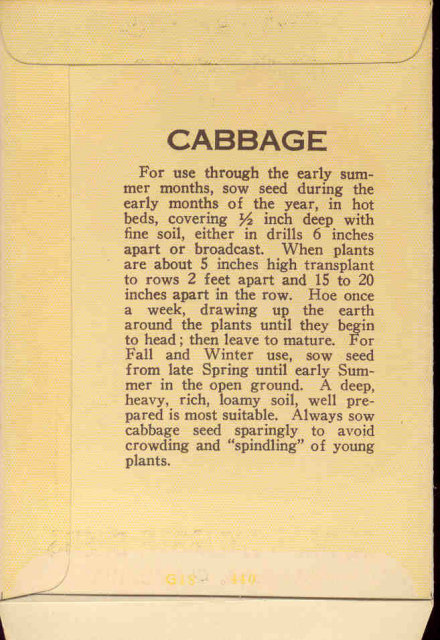 CABBAGE
For use through the early sum-
mer months, sow seed during the
early months of the year, in hot
beds, covering ½ inch deep with
fine soil, either in drills 6 inches
apart or broadcast. When plants
are about 5 inches high transplant
to rows 2 feet apart and 15 to 20
inches apart in the row. Hoe once
a week, drawing up the earth
around the plants until they begin
to head; then leave to mature. For
Fall and Winter use, sow seed
from late Spring until early Sum-
mer in the open ground. A deep,
heavy, rich, loamy soil, well pre-
pared is most suitable. Always sow
cabbage seed sparingly to avoid
crowding and "spindling" of young
plants.